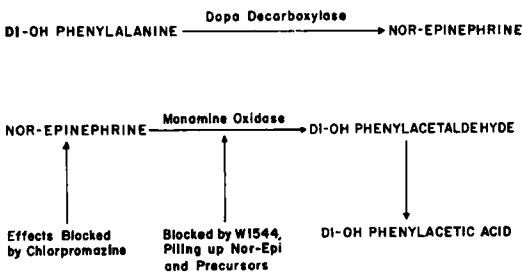 Dopa Decarboxylase
DI-OH PHENYLALANINE NOR-EPINEPHRINE
Monamine Oxidase
NOR-EPINEPHRINE DI-OH PHENYLACETALDEHYDE
Effects Blocked
by Chlorpromazine
Blocked by W1544,
Piling up Nor-Epi
and Precursors
DI-OH PHENYLACETIC ACID